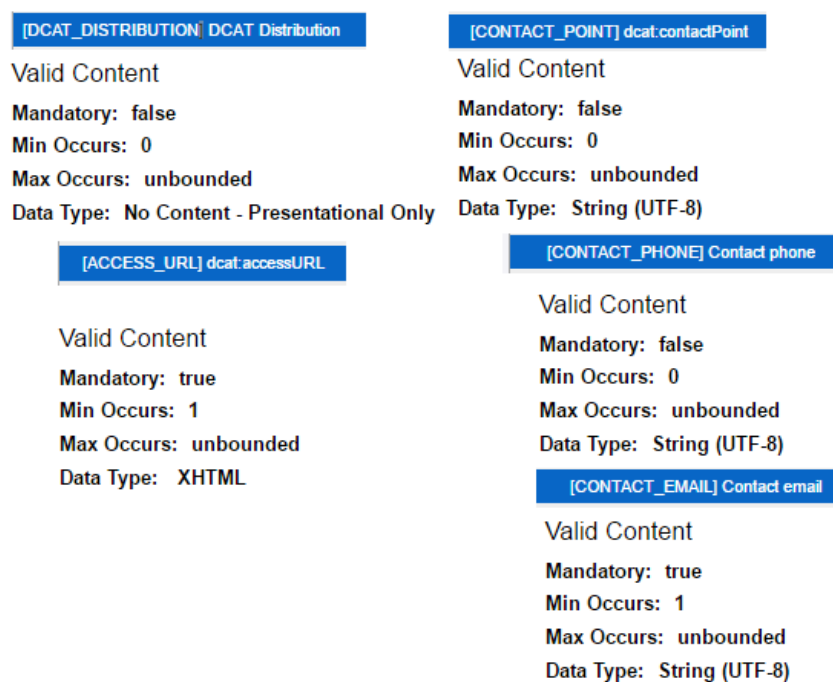 [DCAT_DISTRIBUTION] DCAT Distribution
Valid Content
Mandatory: false
Min Occurs: 0
Max Occurs: unbounded
Data Type: No Content - Presentational Only
[ACCESS_URL] dcat:accessURL
Valid Content
Mandatory: true
Min Occurs: 1
Max Occurs: unbounded
Data Type: XHTML
[CONTACT_POINT] dcat:contactPoint
Valid Content
Mandatory: false
Min Occurs: 0
Max Occurs: unbounded
Data Type: String (UTF-8)
[CONTACT_PHONE] Contact phone
Valid Content
Mandatory: false
Min Occurs: 0
Max Occurs: unbounded
Data Type: String (UTF-8)
[CONTACT_EMAIL] Contact email
Valid Content
Mandatory: true
Min Occurs: 1
Max Occurs: unbounded
Data Type: String (UTF-8)